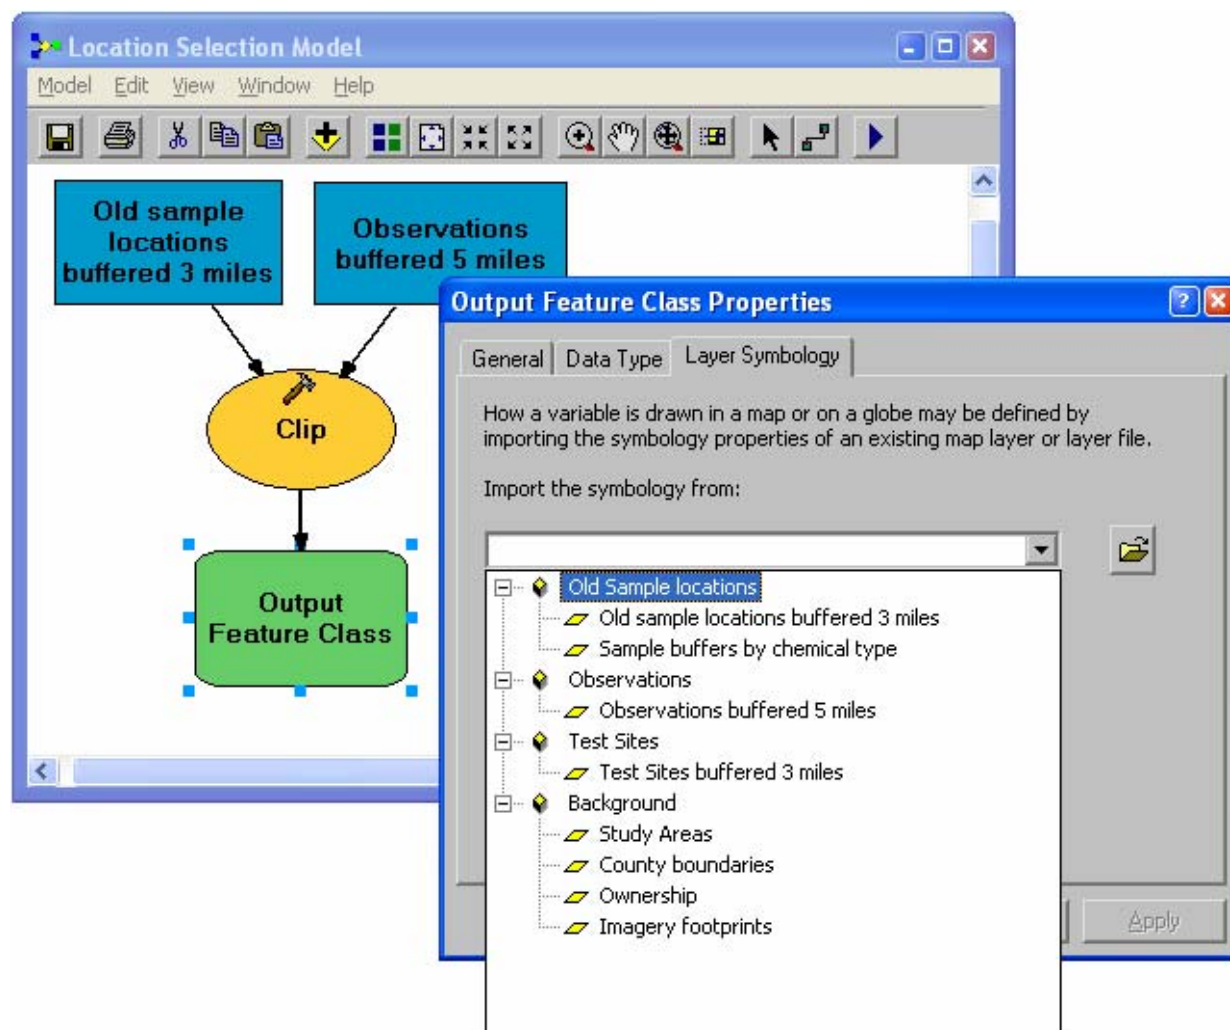 Location Selection Model
Model Edit View Window Help
Old sample
locations
buffered 3 miles
Observations
buffered 5 miles
Clip
Output
Feature Class
Output Feature Class Properties
General Data Type Layer Symbology
How a variable is drawn in a map or on a globe may be defined by
importing the symbology properties of an existing map layer or layer file.
Import the symbology from:
Old Sample locations
Old sample locations buffered 3 miles
Sample buffers by chemical type
Observations
Observations buffered 5 miles
Test Sites
Test Sites buffered 3 miles
Background
Study Areas
County boundaries
Ownership
Imagery footprints
Apply